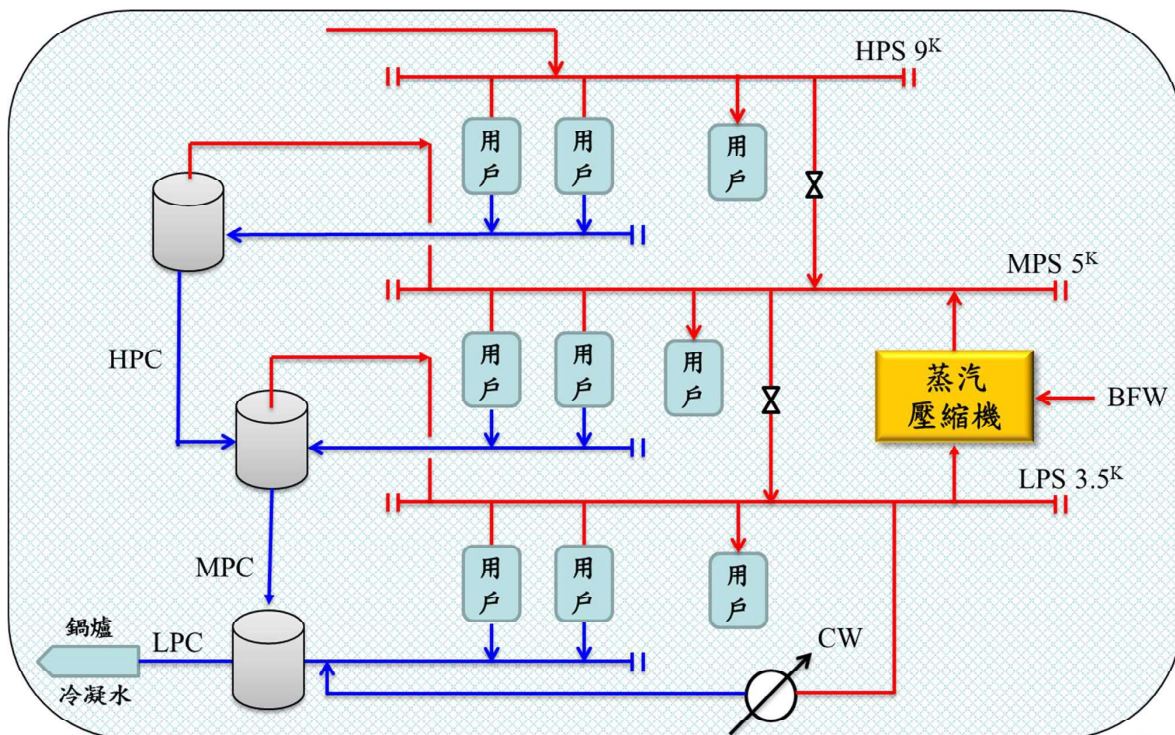 HPS 9ᴷ
用
戶
用
戶
用
戶
MPS 5ᴷ
HPC
用
戶
用
戶
用
戶
蒸汽
壓縮機
BFW
LPS 3.5ᴷ
MPC
用
戶
用
戶
用
戶
鍋爐
LPC
冷凝水
CW